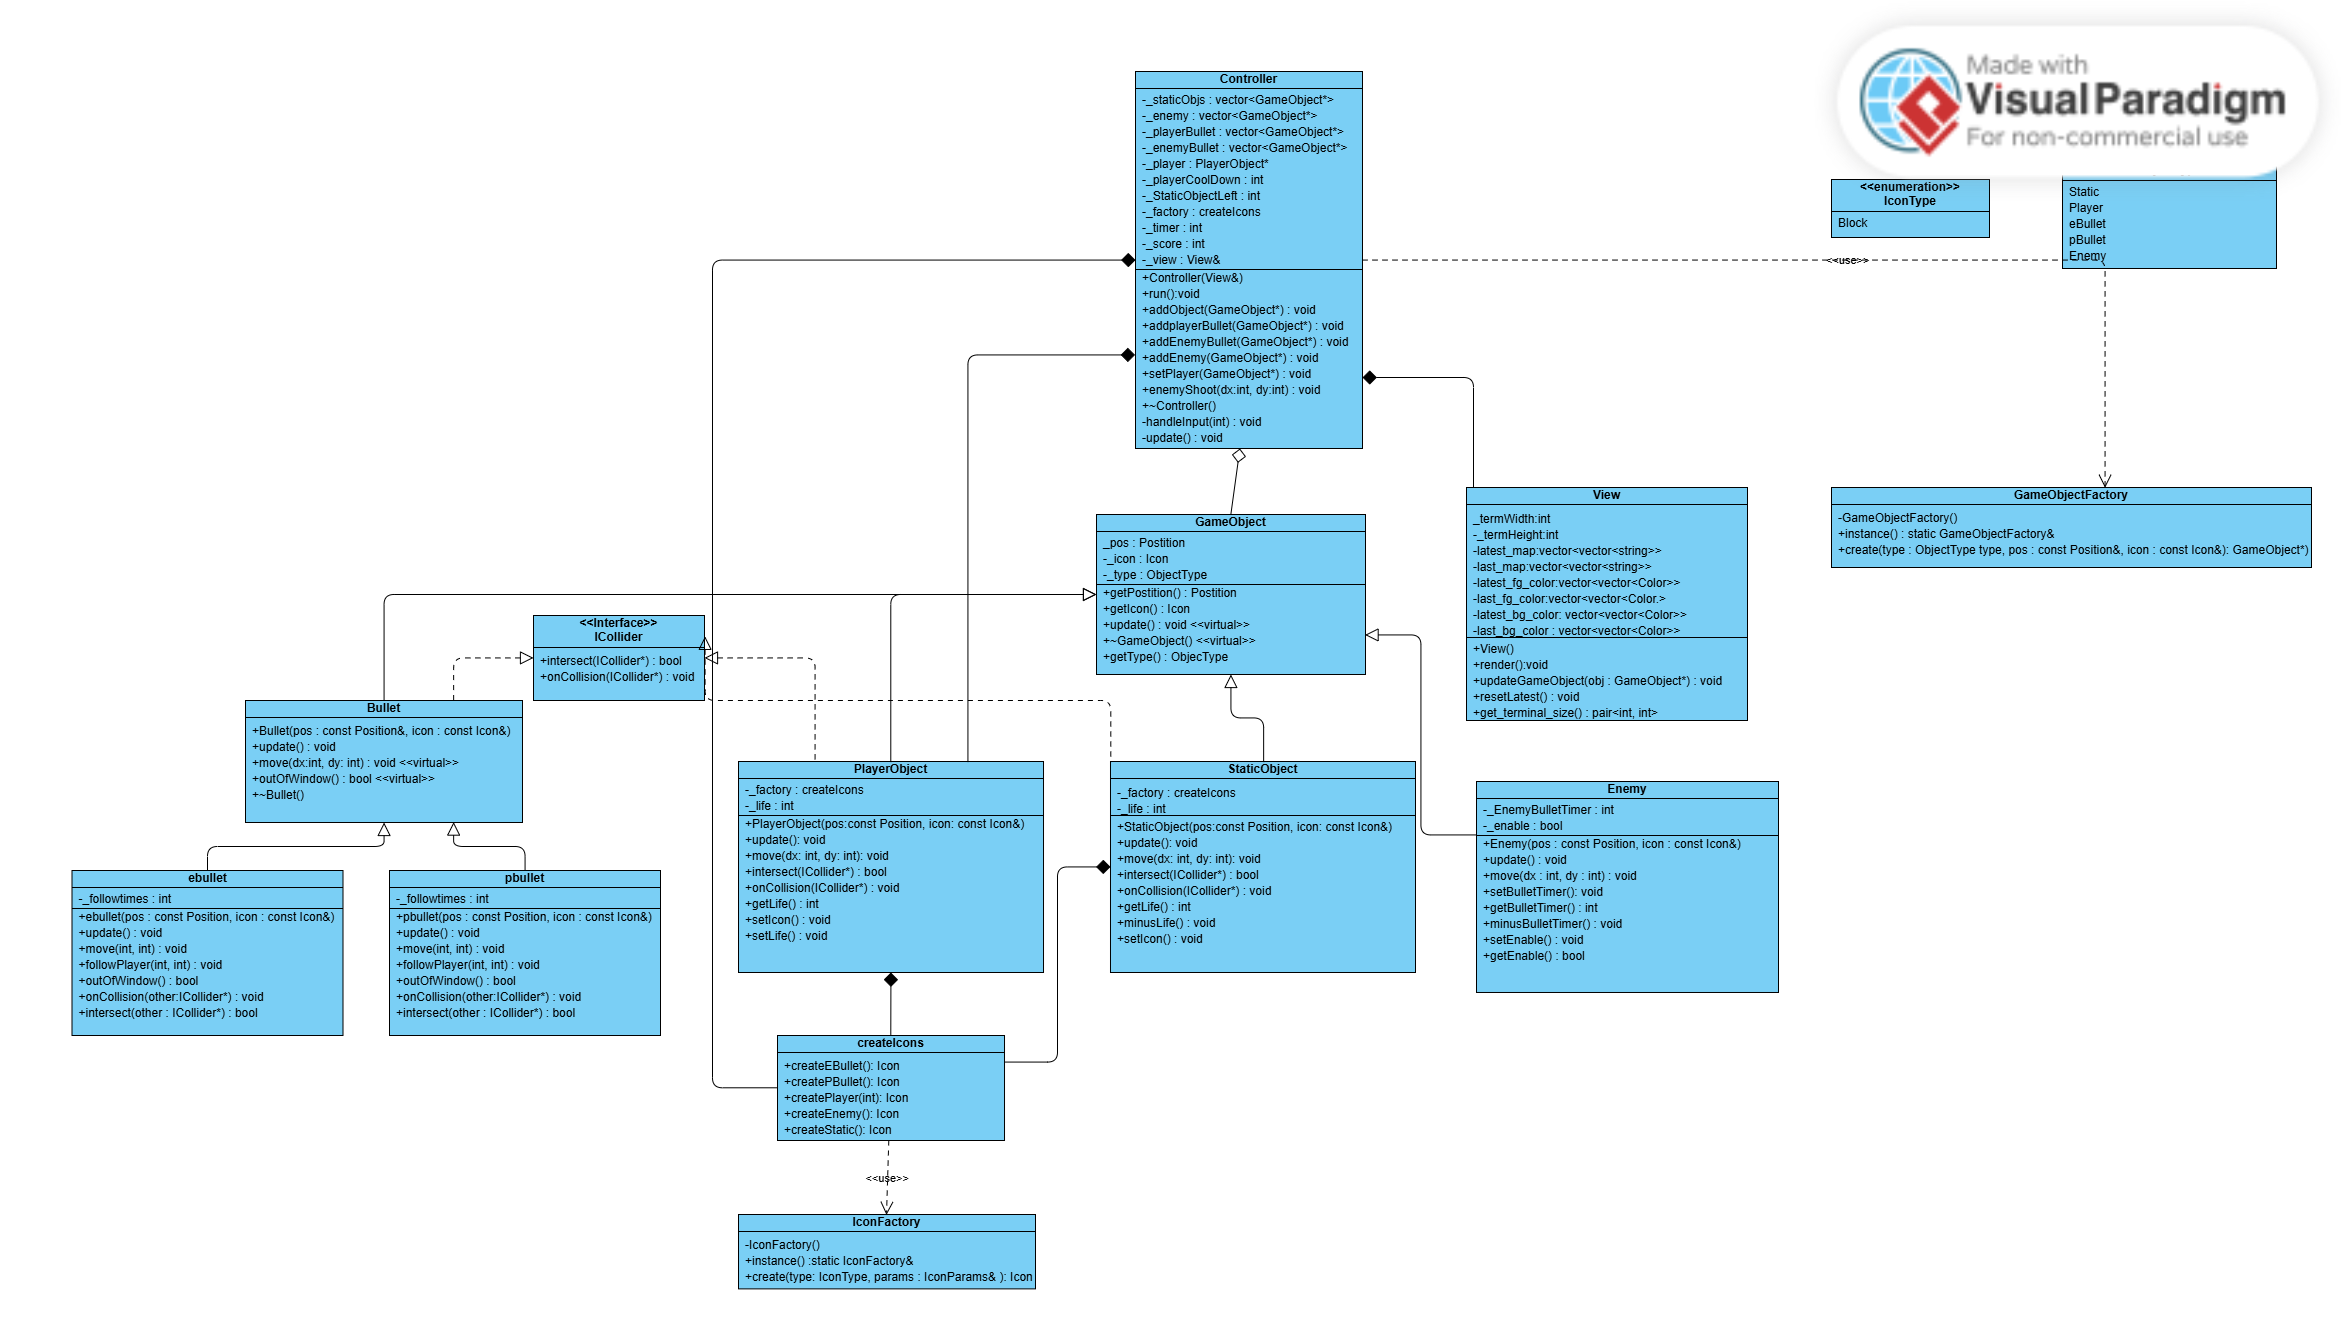 Made with
Visual Paradigm
For non-commercial use
Controller
-_staticObjs : vector<GameObject*>
-_enemy : vector<GameObject*>
-_playerBullet : vector<GameObject*>
-_enemyBullet : vector<GameObject*>
-_player : PlayerObject*
-_playerCoolDown : int
-_StaticObjectLeft : int
-_factory : createIcons
-_timer : int
-_score : int
-_view : View&
+Controller(View&)
+run():void
+addObject(GameObject*) : void
+addplayerBullet(GameObject*) : void
+addEnemyBullet(GameObject*) : void
+addEnemy(GameObject*) : void
+setPlayer(GameObject*) : void
+enemyShoot(dx:int, dy:int) : void
+~Controller()
-handleInput(int) : void
-update() : void
<<enumeration>>
IconType
Block
Static
Player
eBullet
pBullet
Enemy
<<use>>
GameObjectFactory
-GameObjectFactory()
+instance() : static GameObjectFactory&
+create(type : ObjectType type, pos : const Position&, icon : const Icon&): GameObject*)
View
_termWidth:int
-_termHeight:int
-latest_map:vector<vector<string>>
-last_map:vector<vector<string>>
-latest_fg_color:vector<vector<Color>>
-last_fg_color:vector<vector<Color.>
-latest_bg_color: vector<vector<Color>>
-last_bg_color : vector<vector<Color>>
+View()
+render():void
+updateGameObject(obj : GameObject*) : void
+resetLatest() : void
+get_terminal_size() : pair<int, int>
GameObject
_pos : Postition
-_icon : Icon
-_type : ObjectType
+getPostition() : Postition
+getIcon() : Icon
+update() : void <<virtual>>
+~GameObject() <<virtual>>
+getType() : ObjecType
<<Interface>>
ICollider
+intersect(ICollider*) : bool
+onCollision(ICollider*) : void
Bullet
+Bullet(pos : const Position&, icon : const Icon&)
+update() : void
+move(dx:int, dy: int) : void <<virtual>>
+outOfWindow() : bool <<virtual>>
+~Bullet()
PlayerObject
-_factory : createIcons
-_life : int
+PlayerObject(pos:const Position, icon: const Icon&)
+update(): void
+move(dx: int, dy: int): void
+intersect(ICollider*) : bool
+onCollision(ICollider*) : void
+getLife() : int
+setIcon() : void
+setLife() : void
StaticObject
-_factory : createIcons
-_life : int
+StaticObject(pos:const Position, icon: const Icon&)
+update(): void
+move(dx: int, dy: int): void
+intersect(ICollider*) : bool
+onCollision(ICollider*) : void
+getLife() : int
+minusLife() : void
+setIcon() : void
Enemy
-_EnemyBulletTimer : int
-_enable : bool
+Enemy(pos : const Position, icon : const Icon&)
+update() : void
+move(dx : int, dy : int) : void
+setBulletTimer(): void
+getBulletTimer() : int
+minusBulletTimer() : void
+setEnable() : void
+getEnable() : bool
ebullet
-_followtimes : int
+ebullet(pos : const Position, icon : const Icon&)
+update() : void
+move(int, int) : void
+followPlayer(int, int) : void
+outOfWindow() : bool
+onCollision(other:ICollider*) : void
+intersect(other : ICollider*) : bool
pbullet
-_followtimes : int
+pbullet(pos : const Position, icon : const Icon&)
+update() : void
+move(int, int) : void
+followPlayer(int, int) : void
+outOfWindow() : bool
+onCollision(other:ICollider*) : void
+intersect(other : ICollider*) : bool
createIcons
+createEBullet(): Icon
+createPBullet(): Icon
+createPlayer(int): Icon
+createEnemy(): Icon
+createStatic(): Icon
<<use>>
IconFactory
-IconFactory()
+instance() :static IconFactory&
+create(type: IconType, params : IconParams& ): Icon